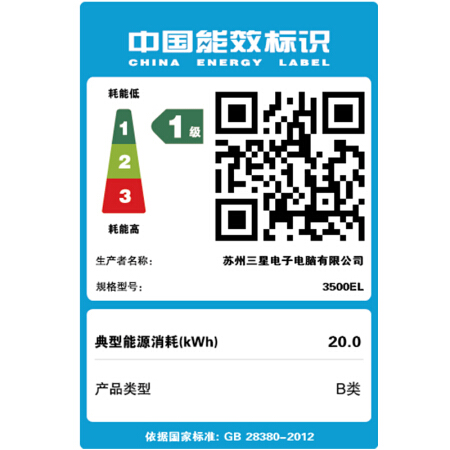 中国能效标识
CHINA ENERGY LABEL
耗能低
1
2
3
耗能高
1级
生产者名称: 苏州三星电子电脑有限公司
规格型号: 3500EL
典型能源消耗(kWh) 20.0
产品类型 B类
依据国家标准: GB 28380-2012